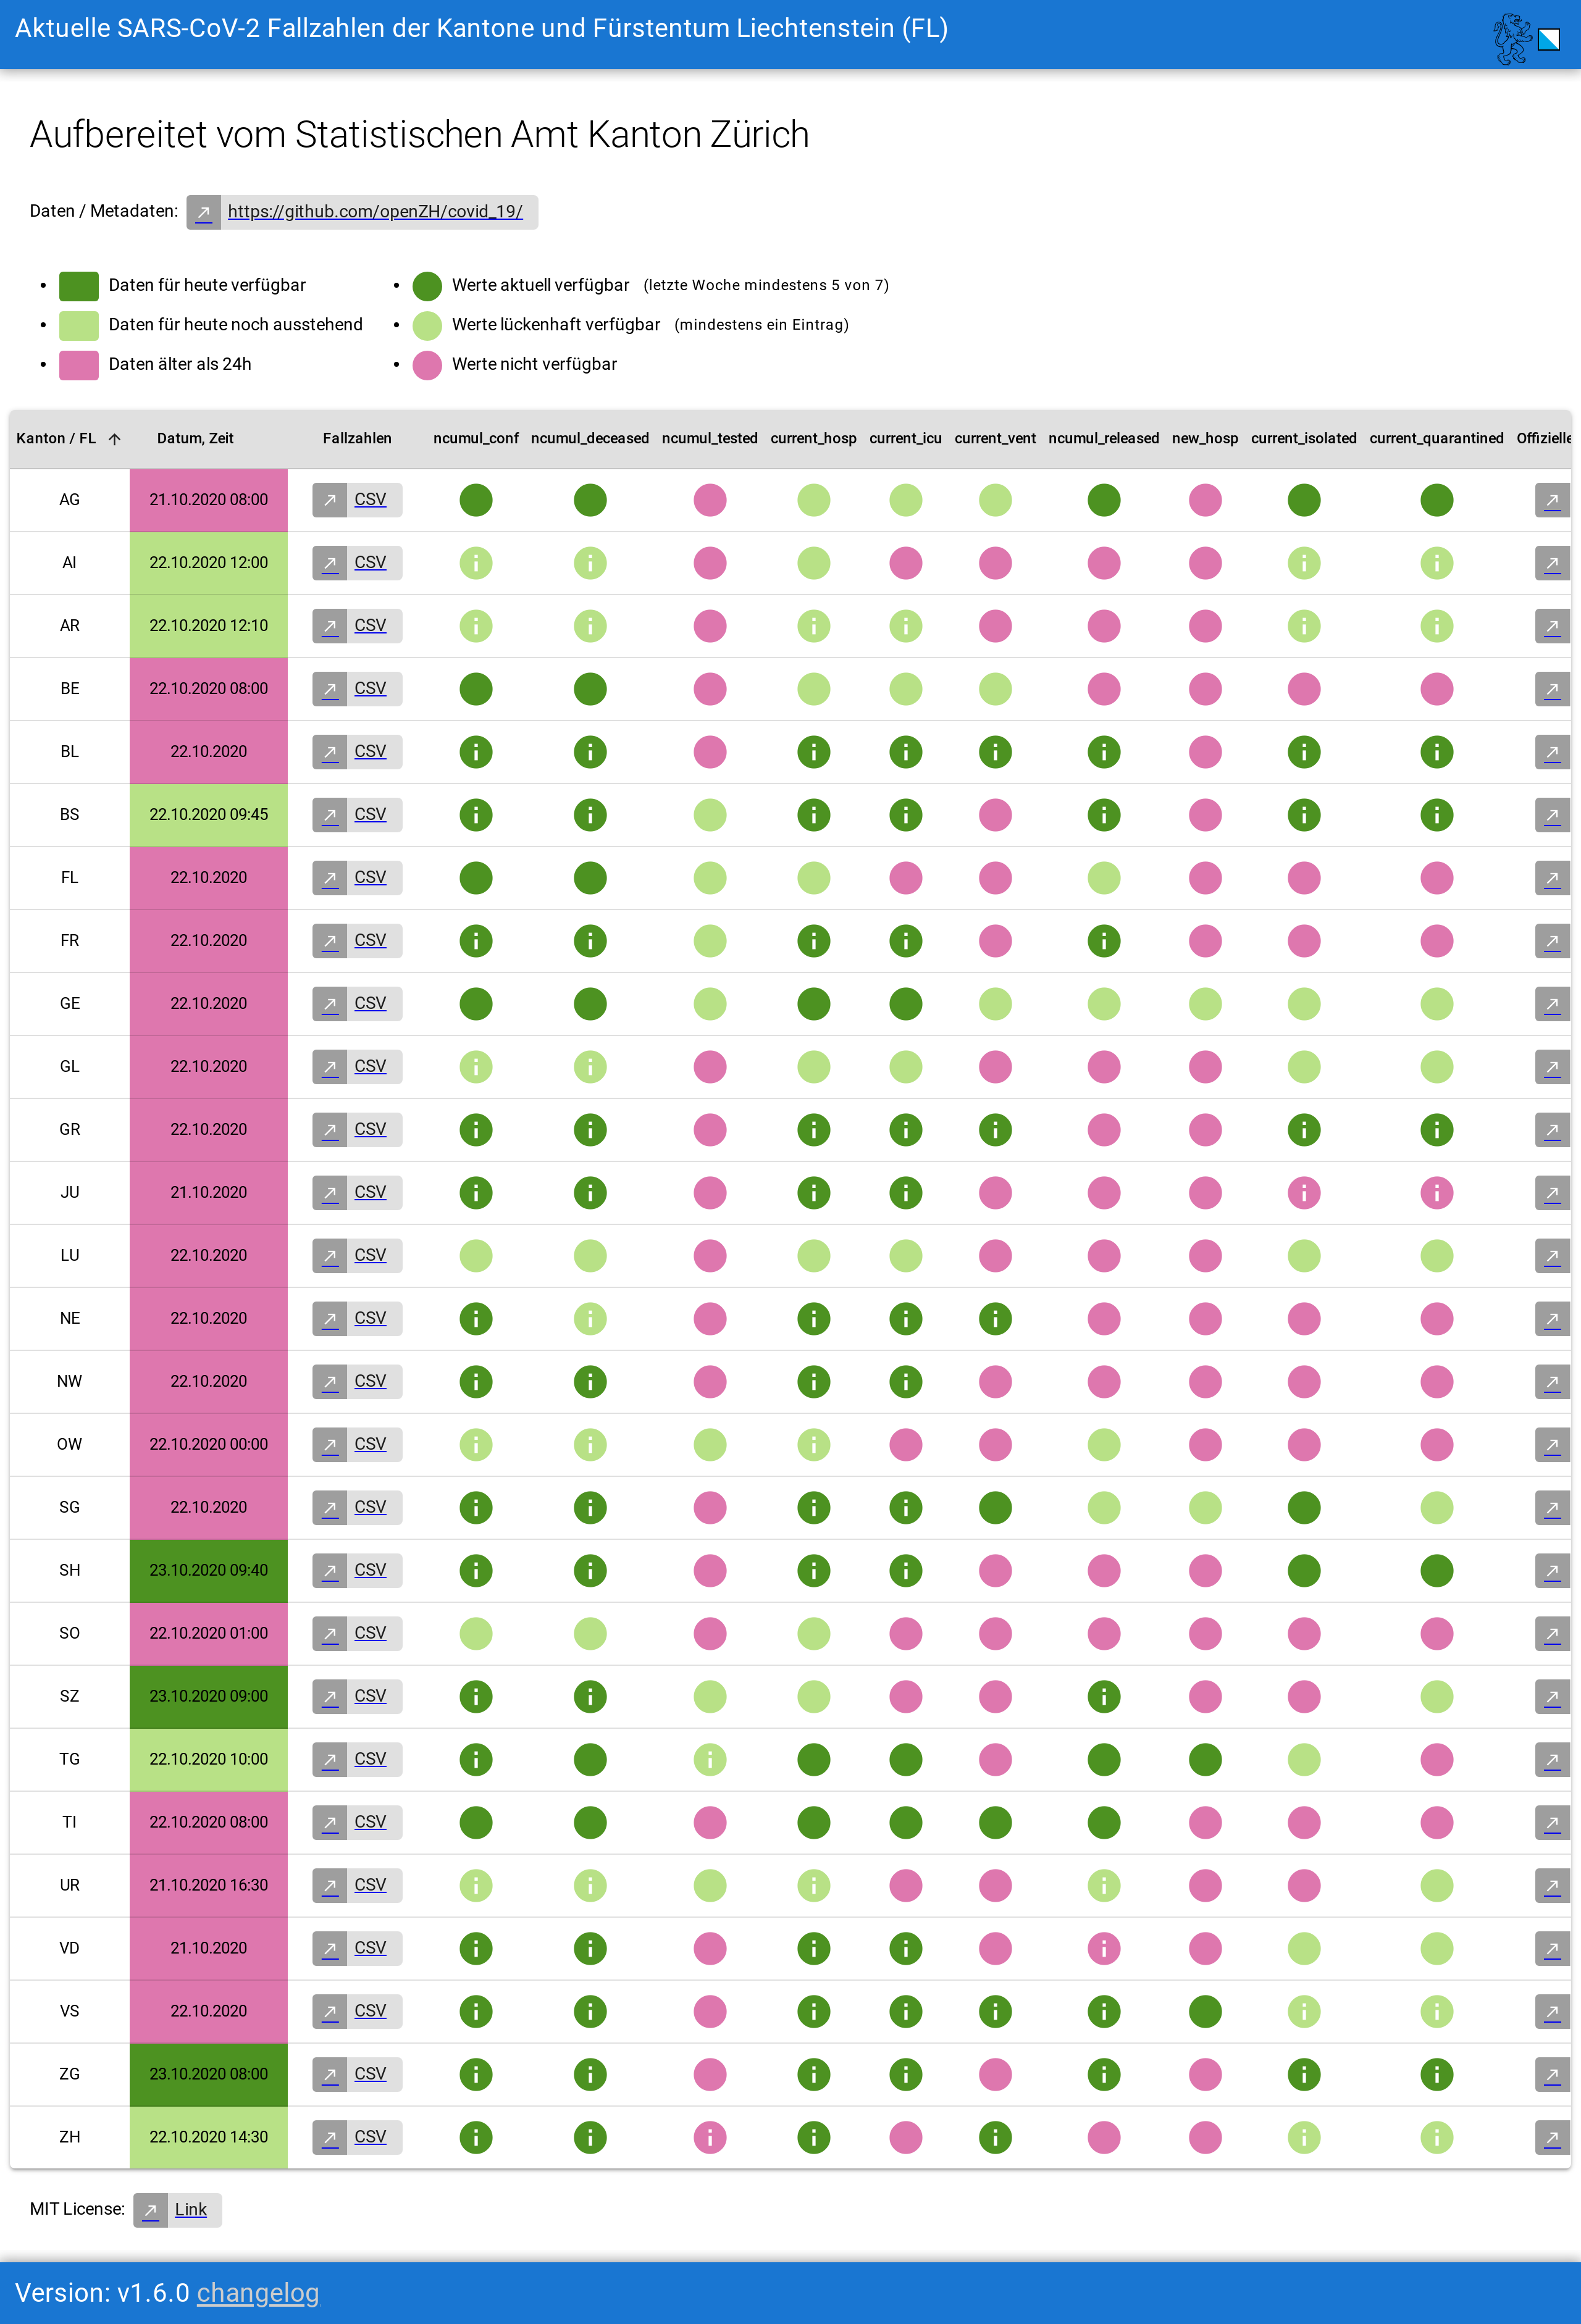 Aktuelle SARS-CoV-2 Fallzahlen der Kantone und Fürstentum Liechtenstein (FL)
Aufbereitet vom Statistischen Amt Kanton Zürich
Daten / Metadaten: https://github.com/openZH/covid_19/
Daten für heute verfügbar
Daten für heute noch ausstehend
Daten älter als 24h
Werte aktuell verfügbar (letzte Woche mindestens 5 von 7)
Werte lückenhaft verfügbar (mindestens ein Eintrag)
Werte nicht verfügbar
Kanton / FL Datum, Zeit Fallzahlen ncumul_conf ncumul_deceased ncumul_tested current_hosp current_icu current_vent ncumul_released new_hosp current_isolated current_quarantined Offizielle
AG 21.10.2020 08:00 CSV
AI 22.10.2020 12:00 CSV
AR 22.10.2020 12:10 CSV
BE 22.10.2020 08:00 CSV
BL 22.10.2020 CSV
BS 22.10.2020 09:45 CSV
FL 22.10.2020 CSV
FR 22.10.2020 CSV
GE 22.10.2020 CSV
GL 22.10.2020 CSV
GR 22.10.2020 CSV
JU 21.10.2020 CSV
LU 22.10.2020 CSV
NE 22.10.2020 CSV
NW 22.10.2020 CSV
OW 22.10.2020 00:00 CSV
SG 22.10.2020 CSV
SH 23.10.2020 09:40 CSV
SO 22.10.2020 01:00 CSV
SZ 23.10.2020 09:00 CSV
TG 22.10.2020 10:00 CSV
TI 22.10.2020 08:00 CSV
UR 21.10.2020 16:30 CSV
VD 21.10.2020 CSV
VS 22.10.2020 CSV
ZG 23.10.2020 08:00 CSV
ZH 22.10.2020 14:30 CSV
MIT License: Link
Version: v1.6.0 changelog